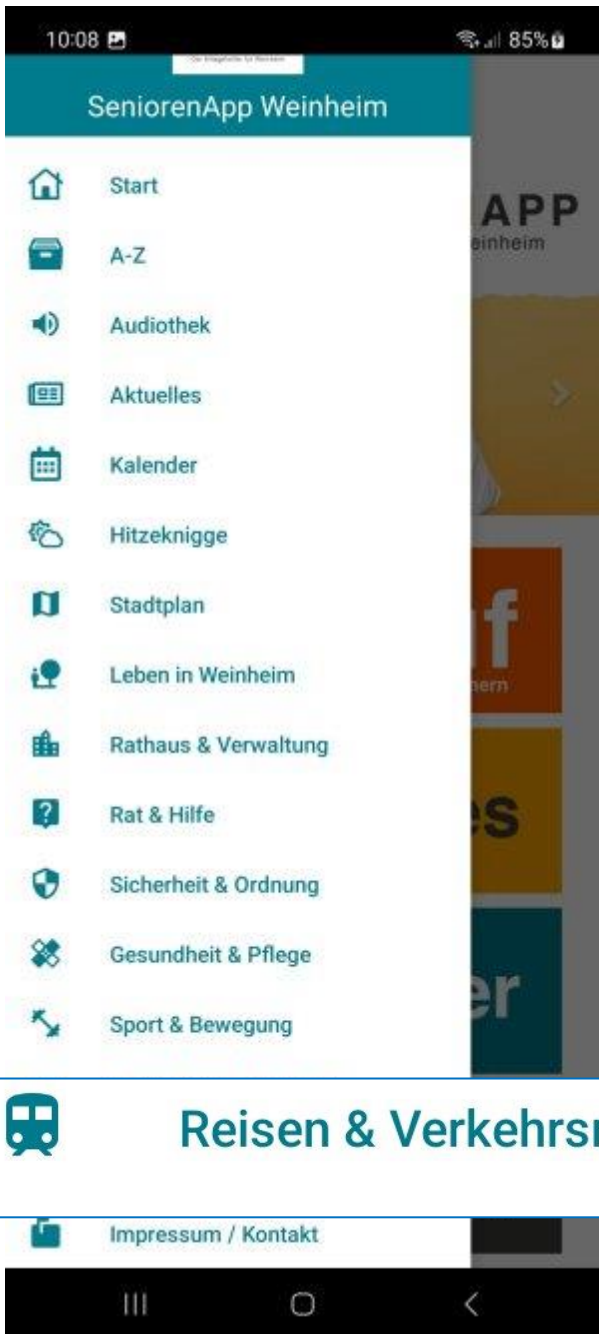 10:08
85%
SeniorenApp Weinheim
Start
APP
A-Z
einheim
Audiothek
Aktuelles
Kalender
Hitzeknigge
Stadtplan
f
Leben in Weinheim
nern
Rathaus & Verwaltung
es
Rat & Hilfe
Sicherheit & Ordnung
Gesundheit & Pflege
er
Sport & Bewegung
Reisen & Verkehrs
Impressum / Kontakt